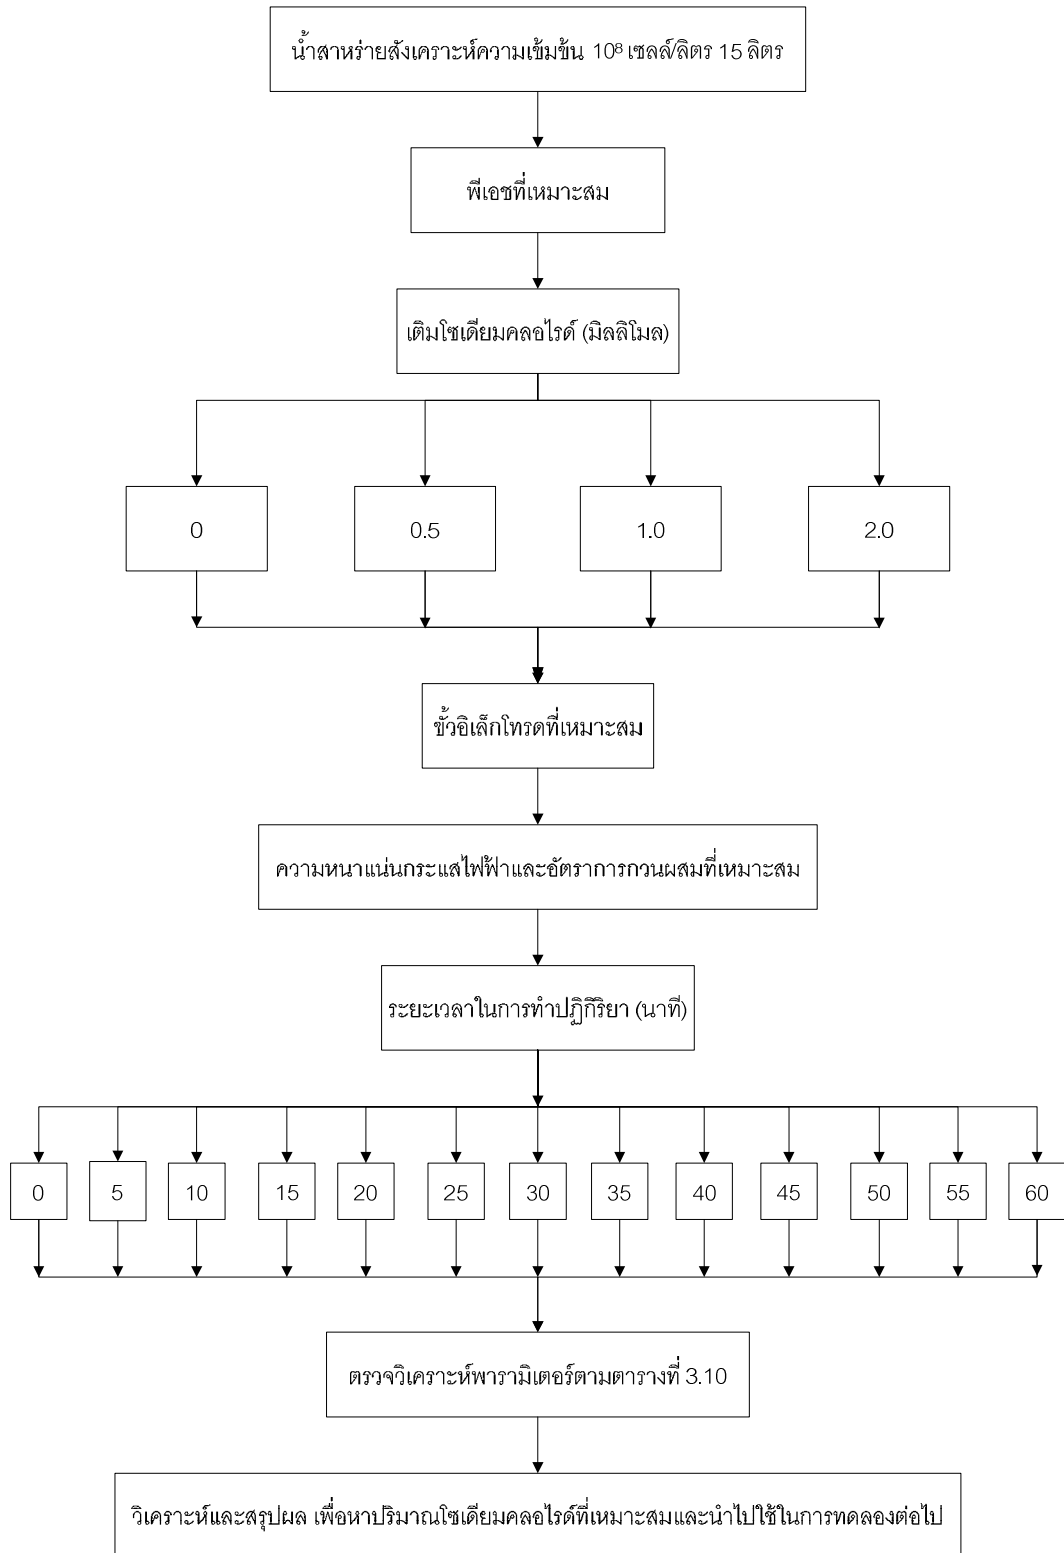 น้ำสาหร่ายสังเคราะห์ความเข้มข้น 10⁸ เซลล์/ลิตร 15 ลิตร
พีเอชที่เหมาะสม
เติมโซเดียมคลอไรด์ (มิลลิโมล)
0 0.5 1.0 2.0
ขั้วอิเล็กโทรดที่เหมาะสม
ความหนาแน่นกระแสไฟฟ้าและอัตราการกวนผสมที่เหมาะสม
ระยะเวลาในการทำปฏิกิริยา (นาที)
0 5 10 15 20 25 30 35 40 45 50 55 60
ตรวจวิเคราะห์พารามิเตอร์ตามตารางที่ 3.10
วิเคราะห์และสรุปผล เพื่อหาปริมาณโซเดียมคลอไรด์ที่เหมาะสมและนำไปใช้ในการทดลองต่อไป